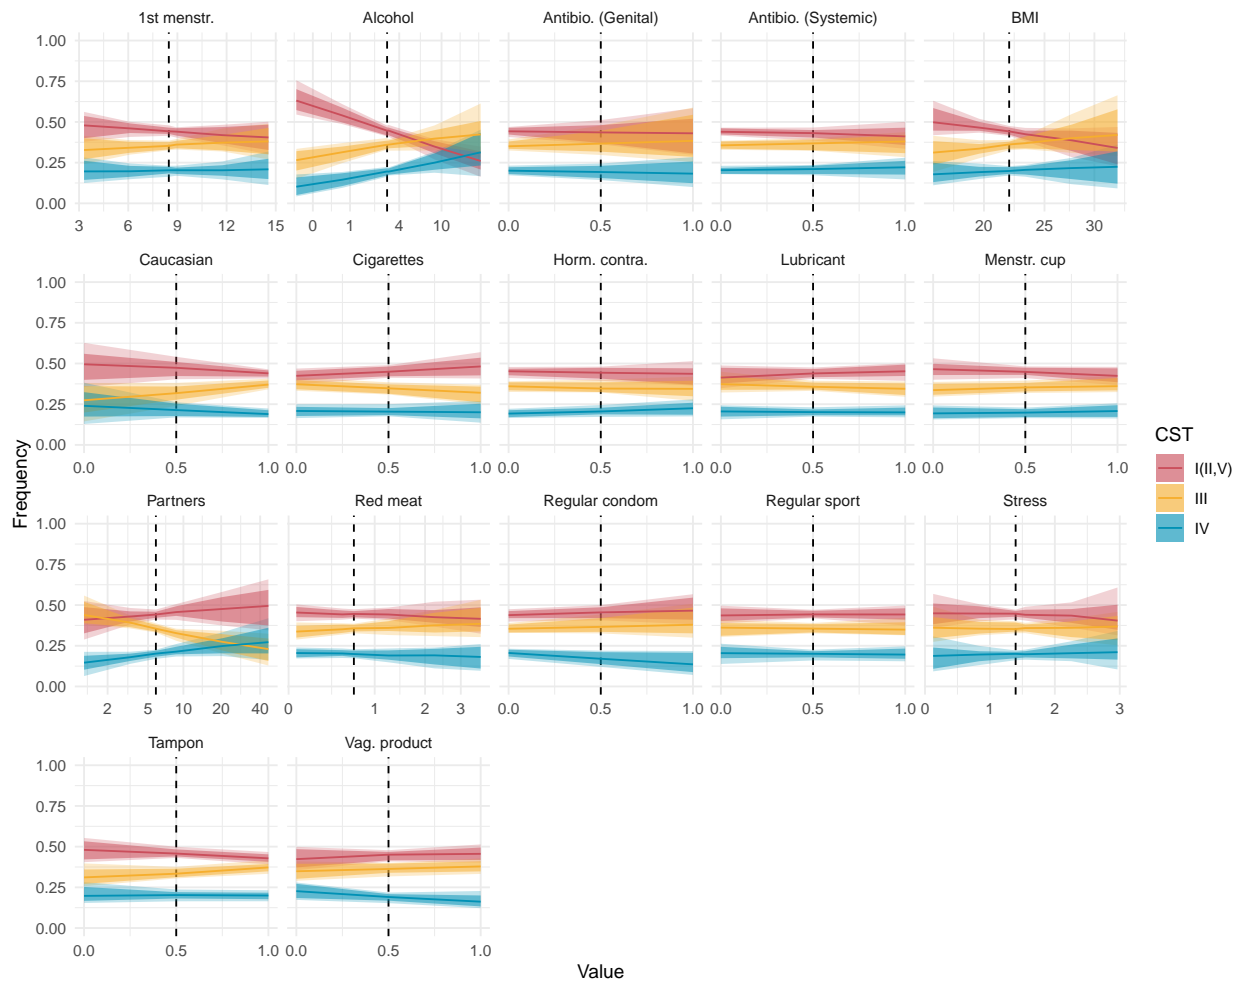 1st menstr. Alcohol Antibio. (Genital) Antibio. (Systemic) BMI
1.00
0.75
0.50
0.25
0.00
3 6 9 12 15 0 1 4 10 0.0 0.5 1.0 0.0 0.5 1.0 20 25 30
Caucasian Cigarettes Horm. contra. Lubricant Menstr. cup
1.00
0.75
0.50
0.25
0.00
0.0 0.5 1.0 0.0 0.5 1.0 0.0 0.5 1.0 0.0 0.5 1.0 0.0 0.5 1.0
Partners Red meat Regular condom Regular sport Stress
1.00
0.75
0.50
0.25
0.00
2 5 10 20 40 0 1 2 3 0.0 0.5 1.0 0.0 0.5 1.0 0 1 2 3
Tampon Vag. product
1.00
0.75
0.50
0.25
0.00
0.0 0.5 1.0 0.0 0.5 1.0
Frequency
Value
CST
I(II,V)
III
IV